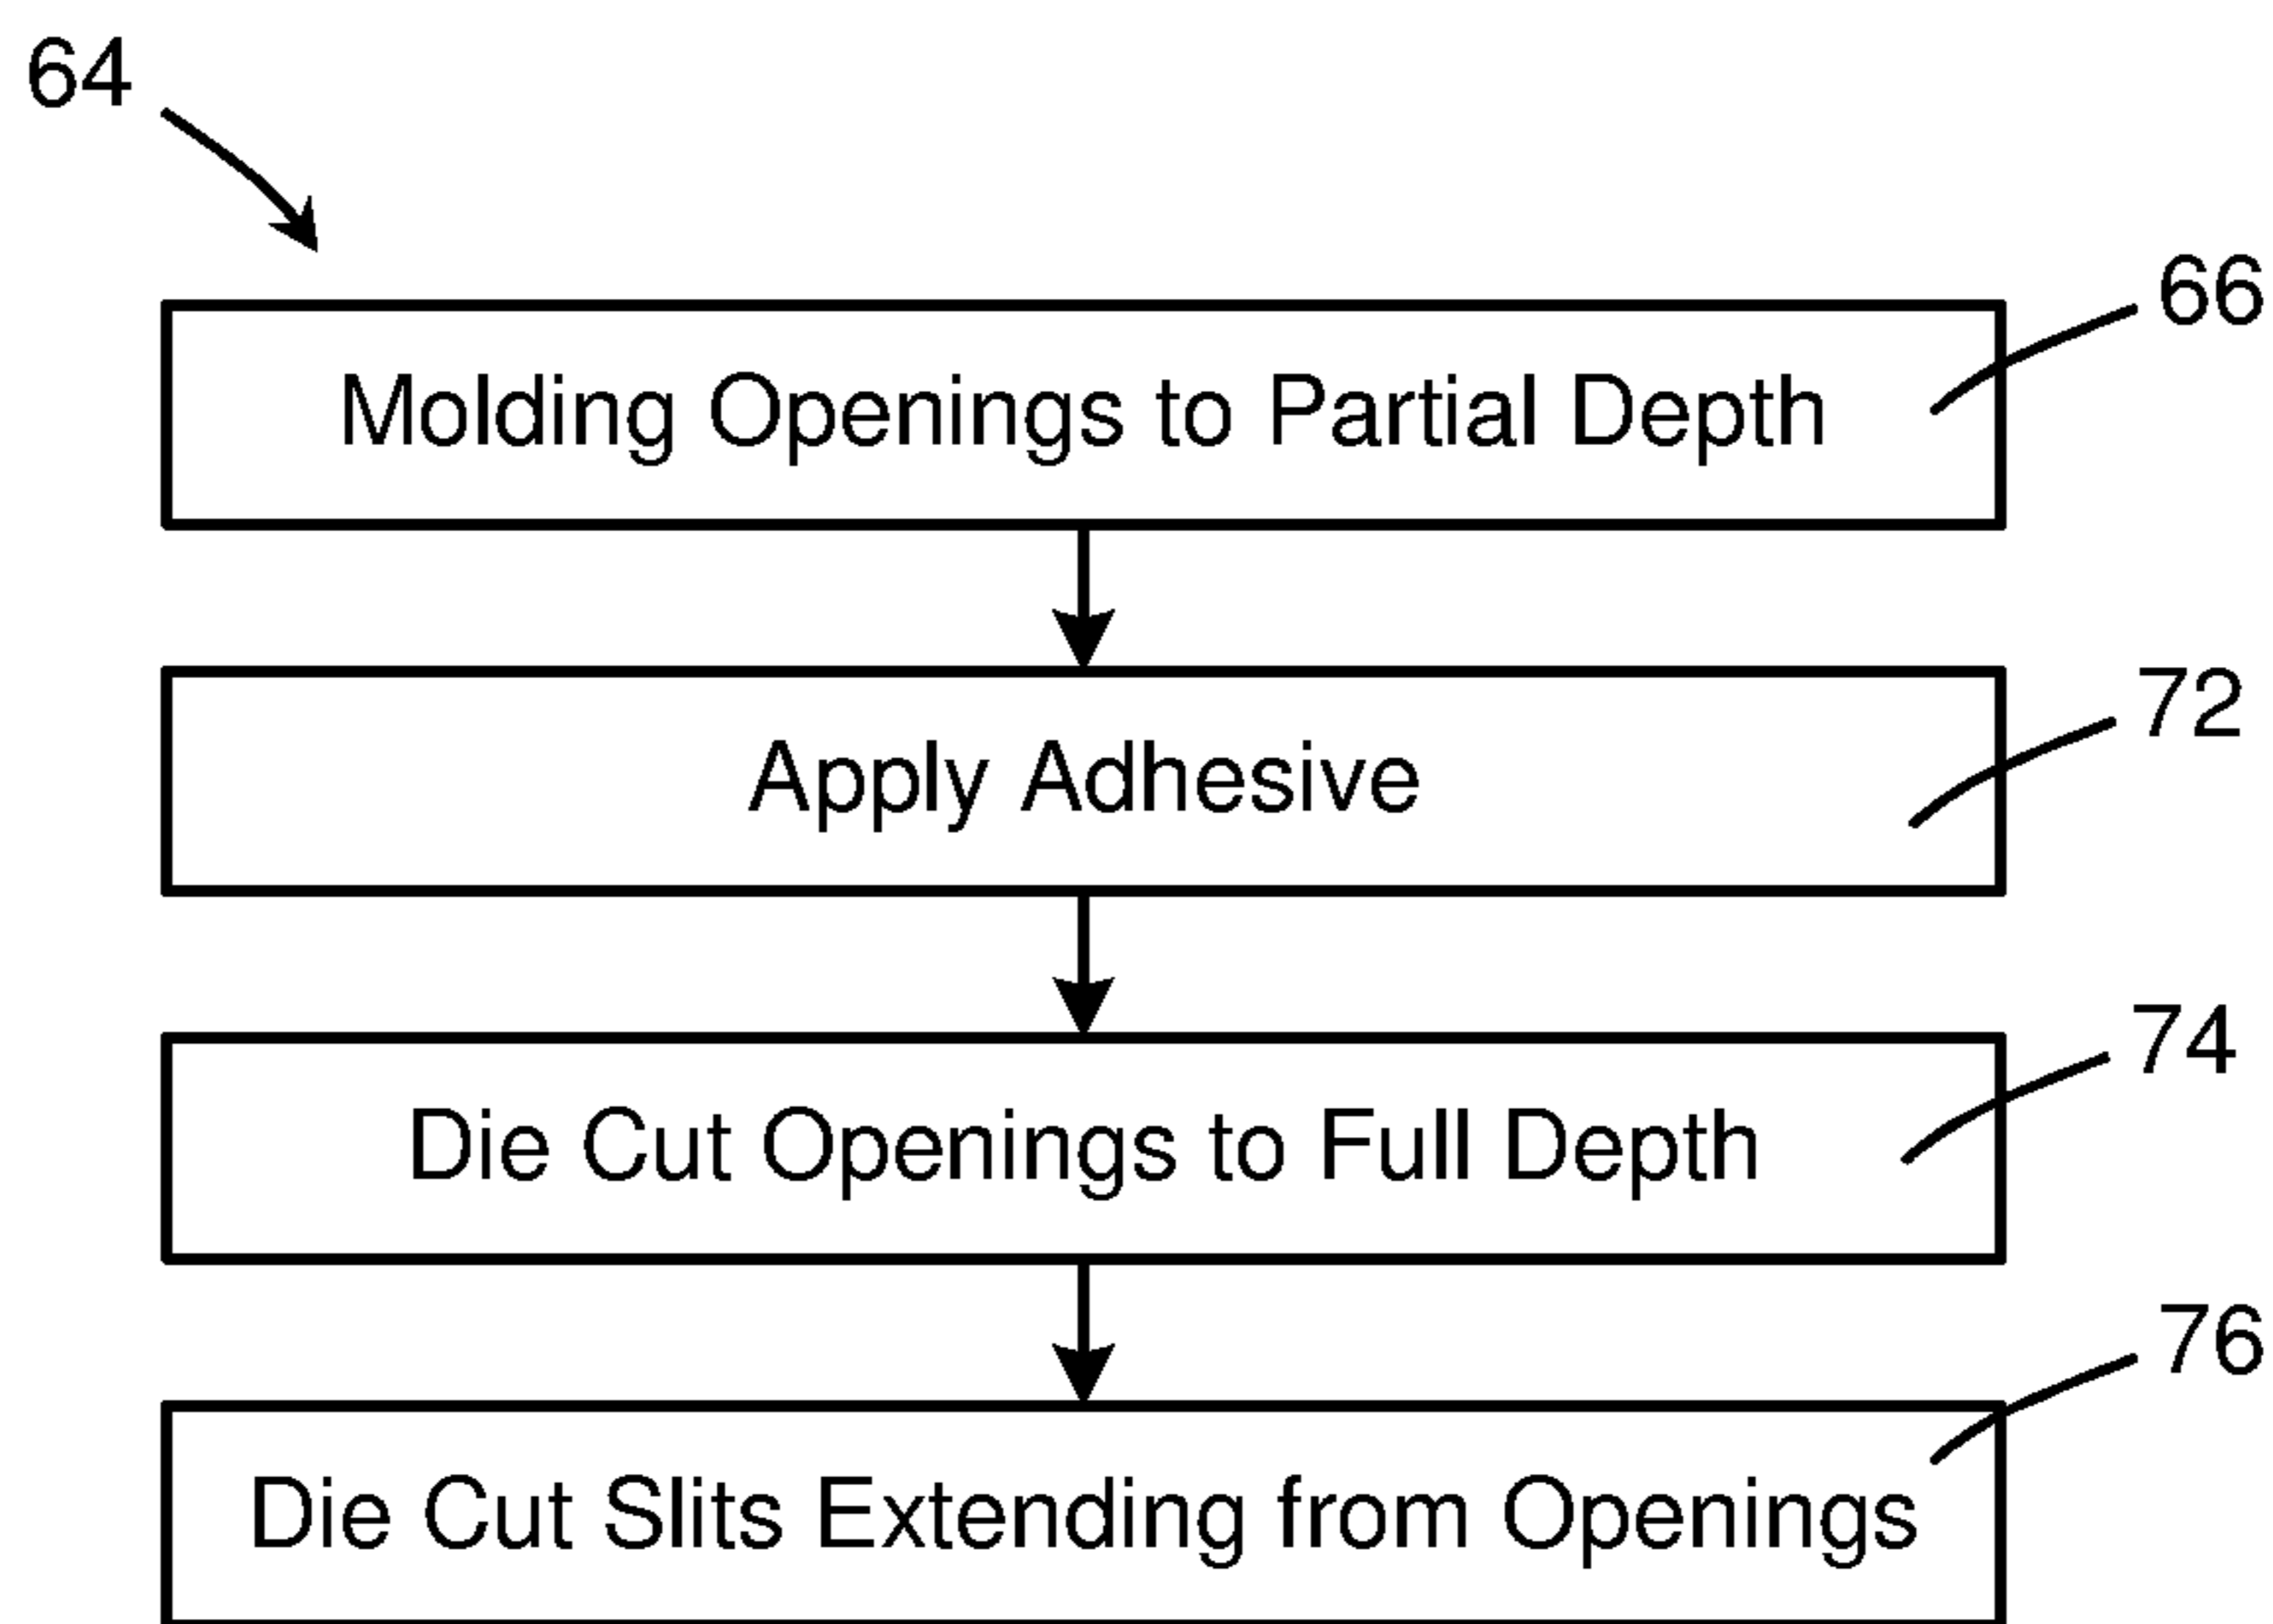 64
66
Molding Openings to Partial Depth
72
Apply Adhesive
74
Die Cut Openings to Full Depth
76
Die Cut Slits Extending from Openings